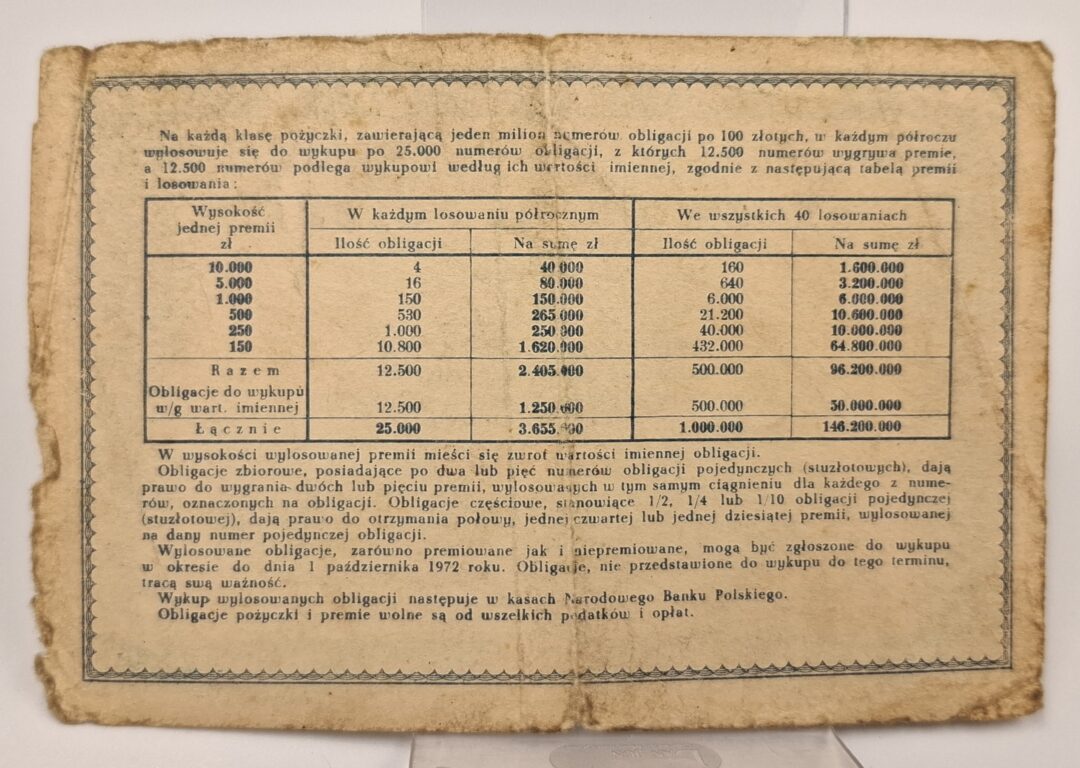 Na każdą klasę pożyczki, zawierającą jeden milion numerów obligacji po 100 złotych, w każdym półroczu
wylosowuje się do wykupu po 25.000 numerów obligacji, z których 12.500 numerów wygrywa premie,
a 12.500 numerów podlega wykupowi według ich wartości imiennej, zgodnie z następującą tabelą premii
i losowania:
Wysokość jednej premii zł | W każdym losowaniu półrocznym | We wszystkich 40 losowaniach
Ilość obligacji | Na sumę zł | Ilość obligacji | Na sumę zł
10.000 | 4 | 40.000 | 160 | 1.600.000
5.000 | 16 | 80.000 | 640 | 3.200.000
1.000 | 150 | 150.000 | 6.000 | 6.000.000
500 | 530 | 265.000 | 21.200 | 10.600.000
250 | 1.000 | 250.000 | 40.000 | 10.000.000
150 | 10.800 | 1.620.000 | 432.000 | 64.800.000
Razem | 12.500 | 2.405.000 | 500.000 | 96.200.000
Obligacje do wykupu
w/g wart. imiennej | 12.500 | 1.250.000 | 500.000 | 50.000.000
Łącznie | 25.000 | 3.655.000 | 1.000.000 | 146.200.000
W wysokości wylosowanej premii mieści się zwrot wartości imiennej obligacji.
Obligacje zbiorowe, posiadające po dwa lub pięć numerów obligacji pojedynczych (stuzłotowych), dają
prawo do wygrania dwóch lub pięciu premii, wylosowanych w tym samym ciągnieniu dla każdego z nume-
rów, oznaczonych na obligacji. Obligacje częściowe, stanowiące 1/2, 1/4 lub 1/10 obligacji pojedynczej
(stuzłotowej), dają prawo do otrzymania połowy, jednej czwartej lub jednej dziesiątej premii, wylosowanej
na dany numer pojedynczej obligacji.
Wylosowane obligacje, zarówno premiowane jak i niepremiowane, mogą być zgłoszone do wykupu
w okresie do dnia 1 października 1972 roku. Obligacje, nie przedstawione do wykupu do tego terminu,
tracą swą ważność.
Wykup wylosowanych obligacji następuje w kasach Narodowego Banku Polskiego.
Obligacje pożyczki i premie wolne są od wszelkich podatków i opłat.